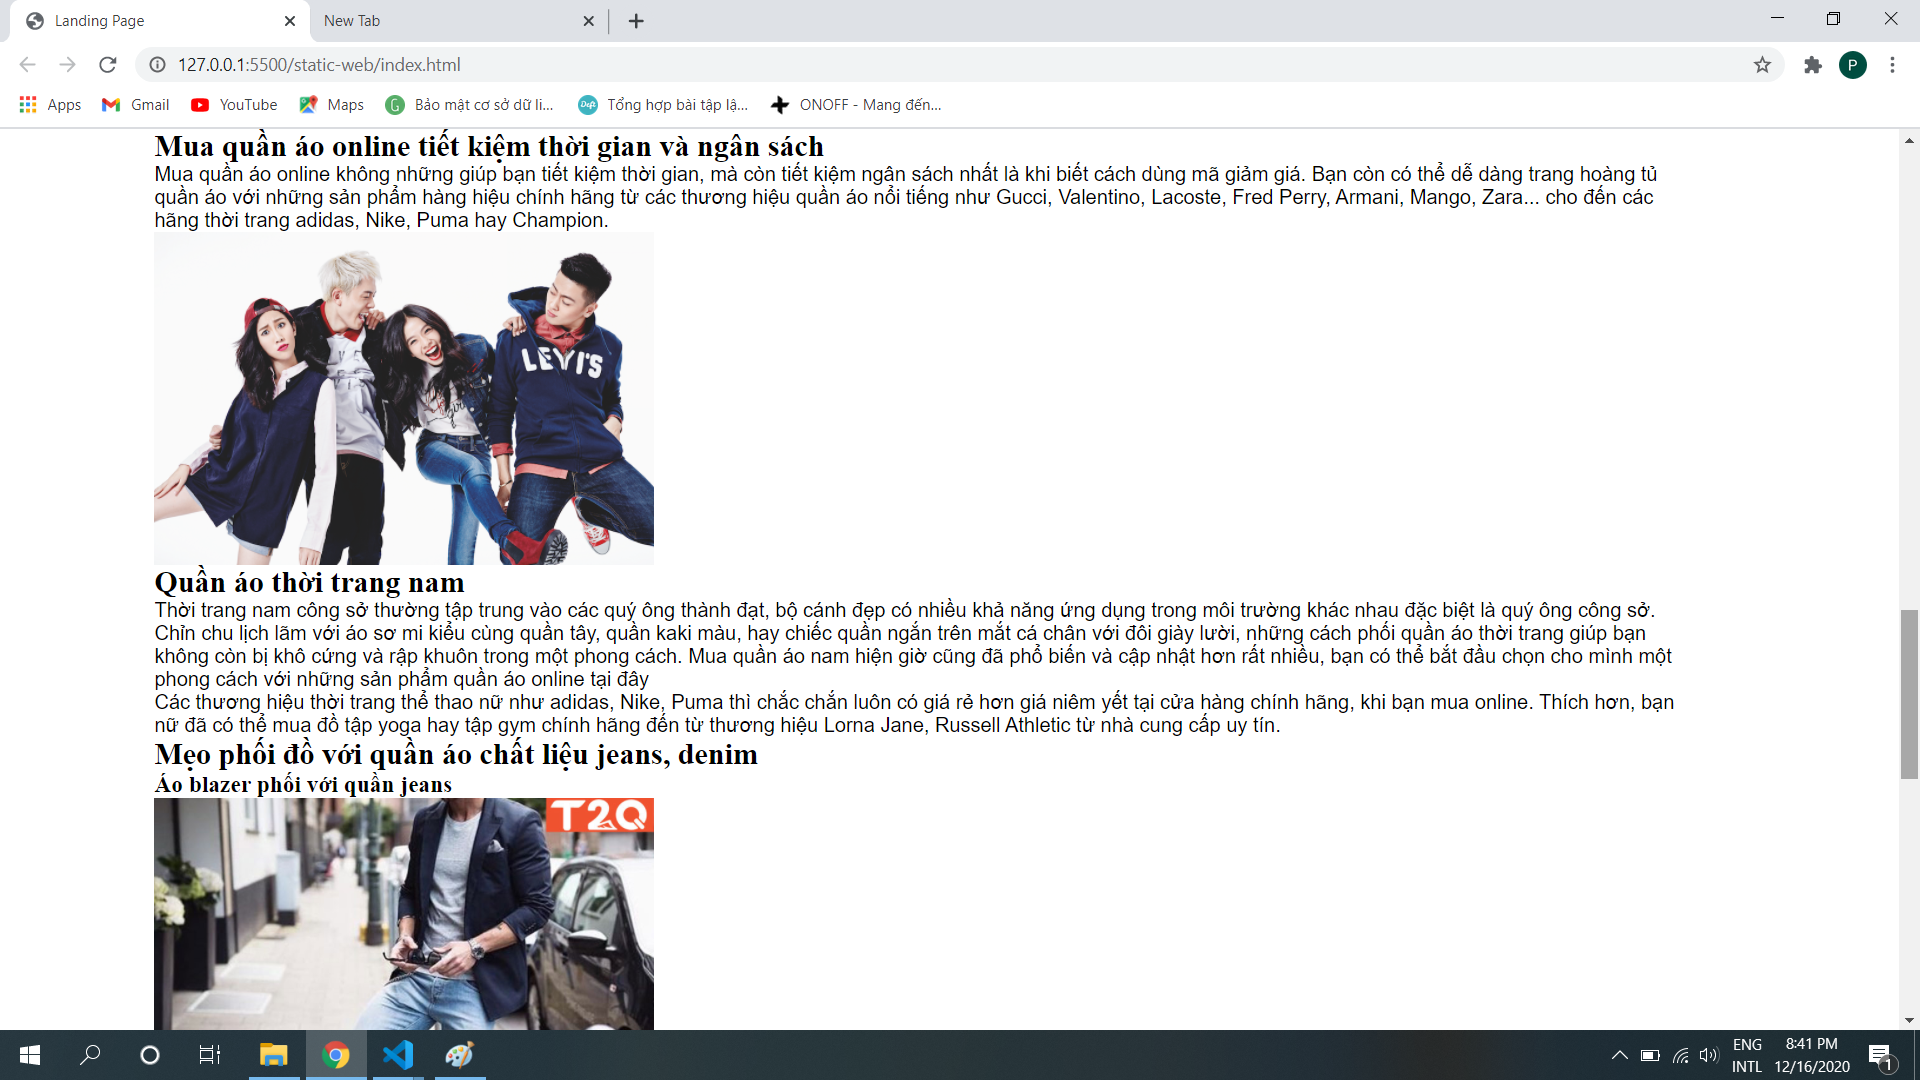 Landing Page
New Tab
127.0.0.1:5500/static-web/index.html
P
Apps
Gmail
YouTube
Maps
G
Bảo mật cơ sở dữ li...
Tổng hợp bài tập lậ...
ONOFF - Mang đến...
Mua quần áo online tiết kiệm thời gian và ngân sách
Mua quần áo online không những giúp bạn tiết kiệm thời gian, mà còn tiết kiệm ngân sách nhất là khi biết cách dùng mã giảm giá. Bạn còn có thể dễ dàng trang hoàng tủ
quần áo với những sản phẩm hàng hiệu chính hãng từ các thương hiệu quần áo nổi tiếng như Gucci, Valentino, Lacoste, Fred Perry, Armani, Mango, Zara... cho đến các
hãng thời trang adidas, Nike, Puma hay Champion.
LEVI'S
Quần áo thời trang nam
Thời trang nam công sở thường tập trung vào các quý ông thành đạt, bộ cánh đẹp có nhiều khả năng ứng dụng trong môi trường khác nhau đặc biệt là quý ông công sở.
Chỉn chu lịch lãm với áo sơ mi kiểu cùng quần tây, quần kaki màu, hay chiếc quần ngắn trên mắt cá chân với đôi giày lười, những cách phối quần áo thời trang giúp bạn
không còn bị khô cứng và rập khuôn trong một phong cách. Mua quần áo nam hiện giờ cũng đã phổ biến và cập nhật hơn rất nhiều, bạn có thể bắt đầu chọn cho mình một
phong cách với những sản phẩm quần áo online tại đây
Các thương hiệu thời trang thể thao nữ như adidas, Nike, Puma thì chắc chắn luôn có giá rẻ hơn giá niêm yết tại cửa hàng chính hãng, khi bạn mua online. Thích hơn, bạn
nữ đã có thể mua đồ tập yoga hay tập gym chính hãng đến từ thương hiệu Lorna Jane, Russell Athletic từ nhà cung cấp uy tín.
Mẹo phối đồ với quần áo chất liệu jeans, denim
Áo blazer phối với quần jeans
T2Q
ENG
INTL
8:41 PM
12/16/2020
1